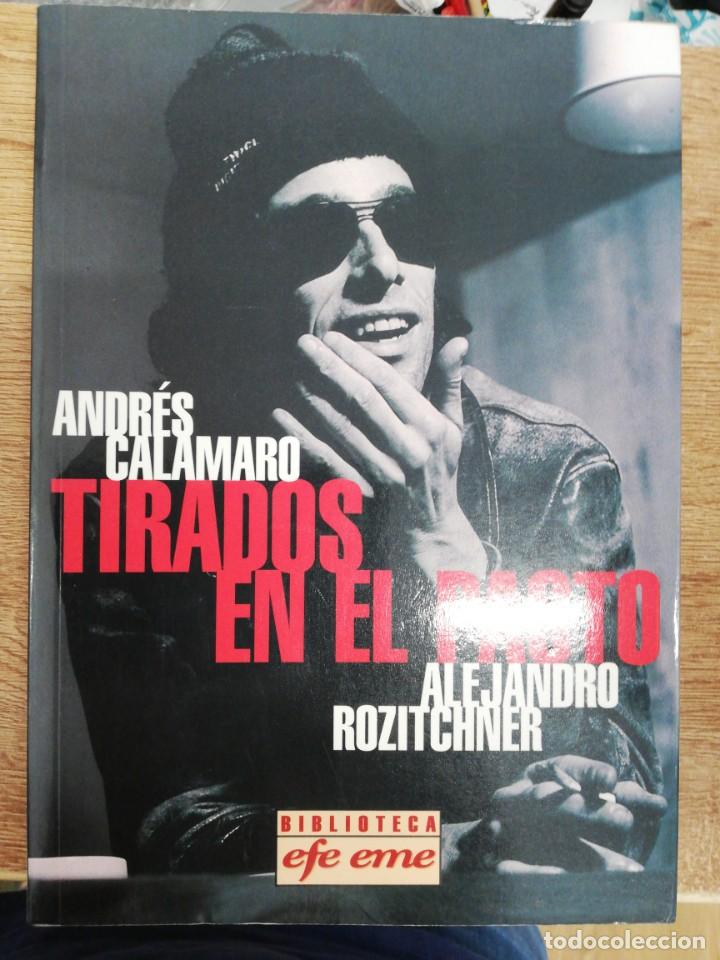 ANDRÉS
CALAMARO
TIRADOS
EN EL PASTO
ALEJANDRO
ROZITCHNER
BIBLIOTECA
efe eme
todocoleccion